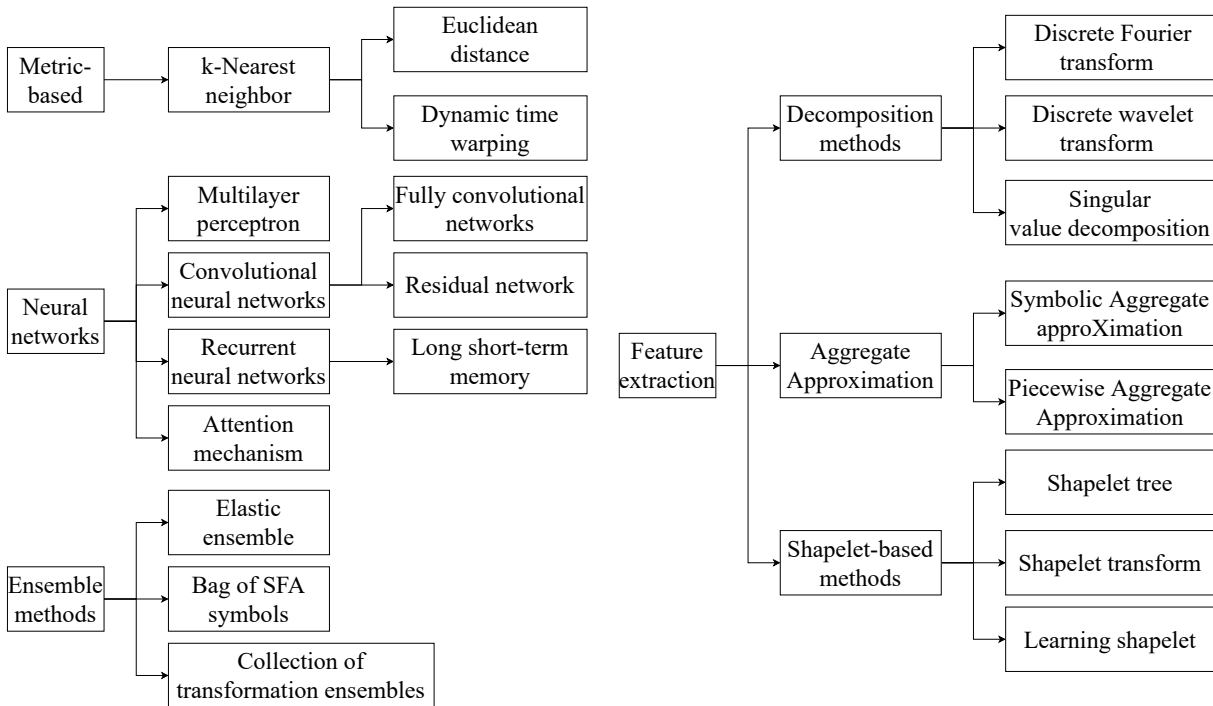 Metric-
based
k-Nearest
neighbor
Euclidean
distance
Dynamic time
warping
Neural
networks
Multilayer
perceptron
Convolutional
neural networks
Fully convolutional
networks
Residual network
Recurrent
neural networks
Long short-term
memory
Attention
mechanism
Ensemble
methods
Elastic
ensemble
Bag of SFA
symbols
Collection of
transformation ensembles
Feature
extraction
Decomposition
methods
Discrete Fourier
transform
Discrete wavelet
transform
Singular
value decomposition
Aggregate
Approximation
Symbolic Aggregate
approXimation
Piecewise Aggregate
Approximation
Shapelet-based
methods
Shapelet tree
Shapelet transform
Learning shapelet